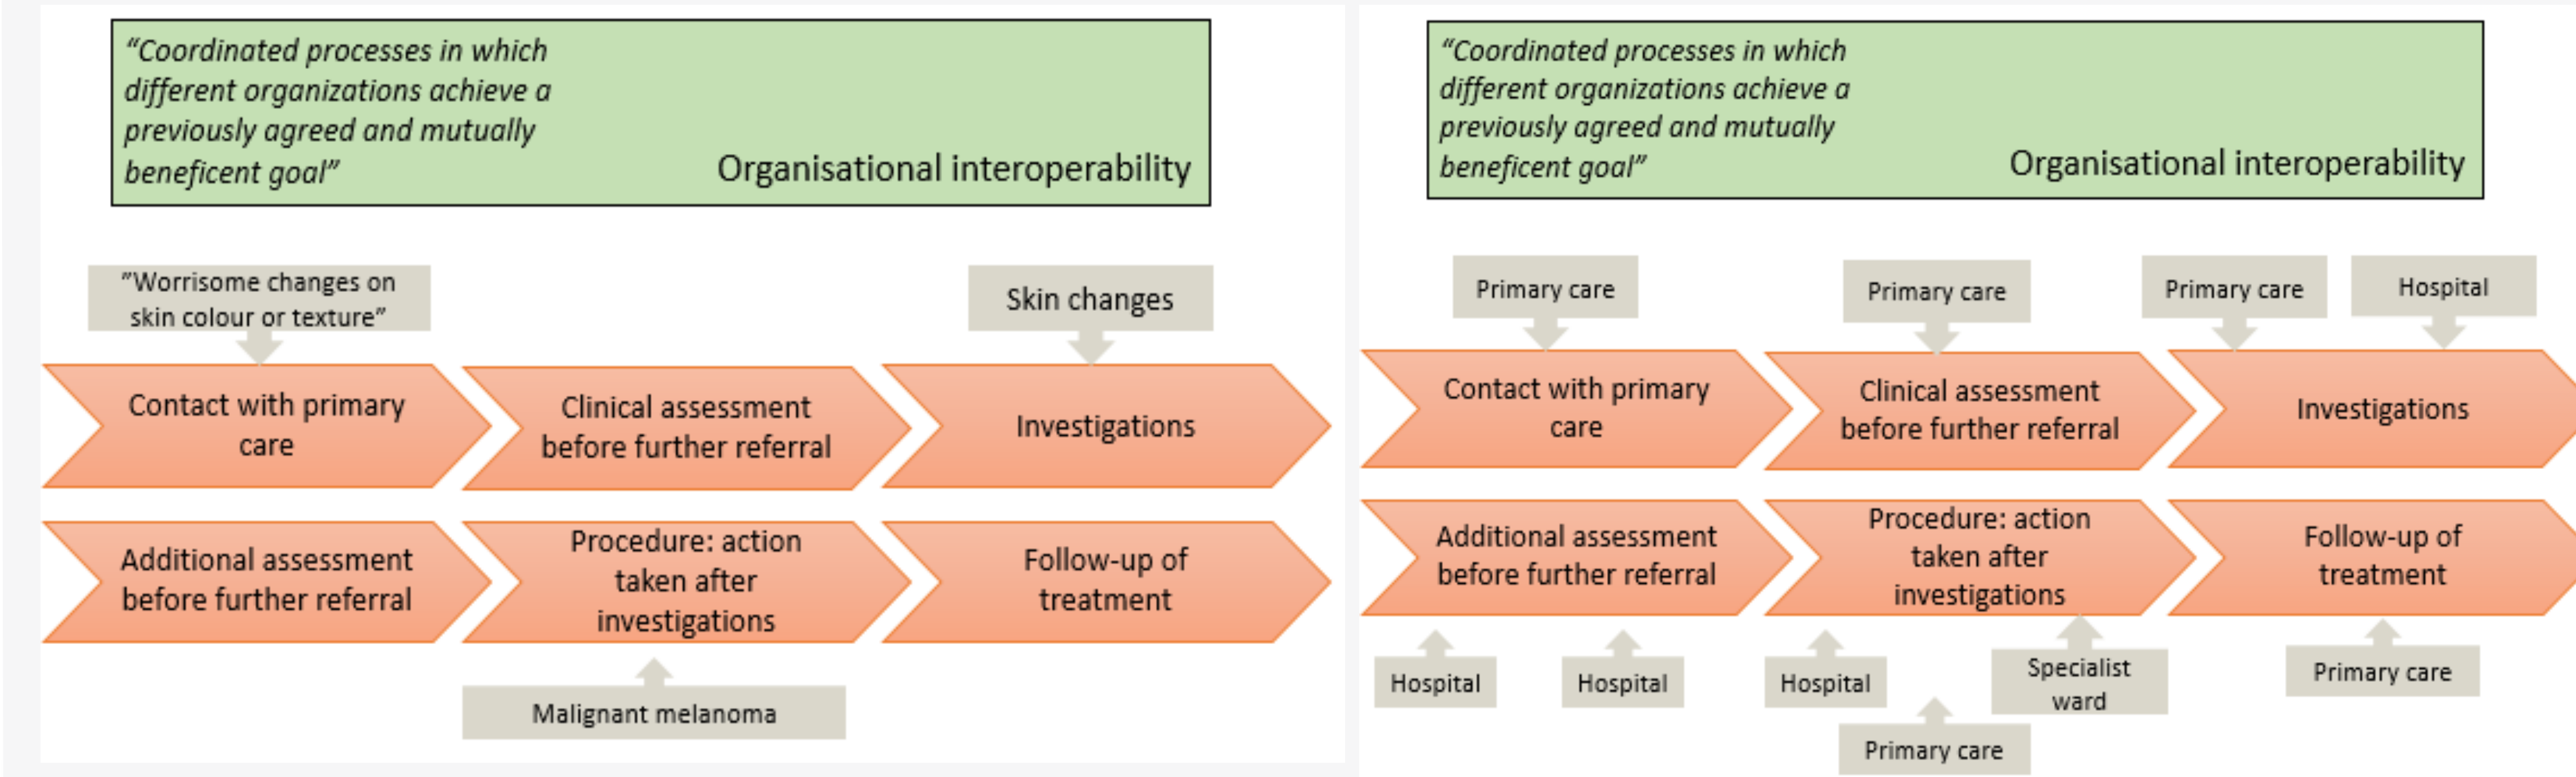 “Coordinated processes in which
different organizations achieve a
previously agreed and mutually
beneficent goal”
Organisational interoperability
”Worrisome changes on
skin colour or texture”
Skin changes
Contact with primary
care
Clinical assessment
before further referral
Investigations
Additional assessment
before further referral
Procedure: action
taken after
investigations
Follow-up of
treatment
Malignant melanoma
“Coordinated processes in which
different organizations achieve a
previously agreed and mutually
beneficent goal”
Organisational interoperability
Primary care
Primary care
Primary care
Hospital
Contact with primary
care
Clinical assessment
before further referral
Investigations
Additional assessment
before further referral
Procedure: action
taken after
investigations
Follow-up of
treatment
Hospital
Hospital
Hospital
Specialist
ward
Primary care
Primary care